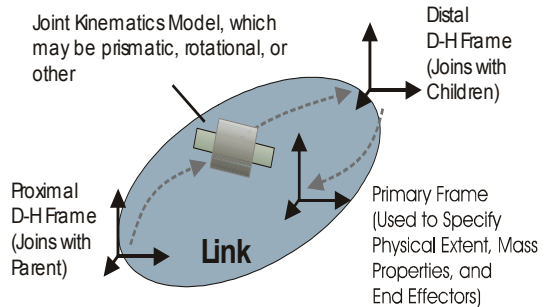 Joint Kinematics Model, which
may be prismatic, rotational, or
other
Distal
D-H Frame
(Joins with
Children)
Proximal
D-H Frame
(Joins with
Parent)
Link
Primary Frame
(Used to Specify
Physical Extent, Mass
Properties, and
End Effectors)